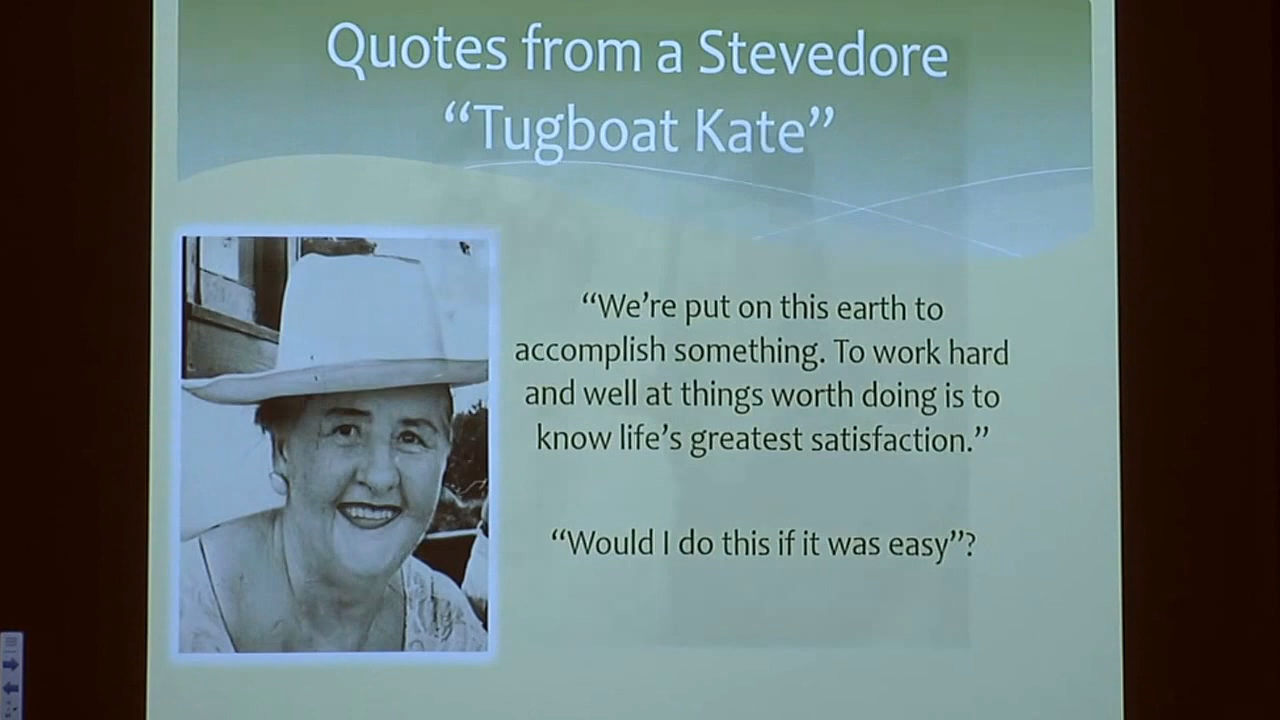 Quotes from a Stevedore
“Tugboat Kate”
“We’re put on this earth to
accomplish something. To work hard
and well at things worth doing is to
know life’s greatest satisfaction.”
“Would I do this if it was easy”?